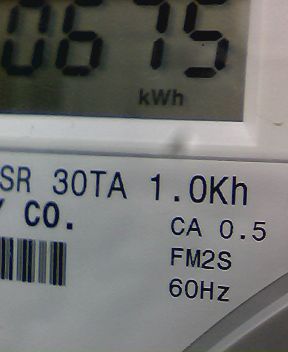 0675
kWh
SR 30TA 1.0Kh
Y CO.
CA 0.5
FM2S
60Hz